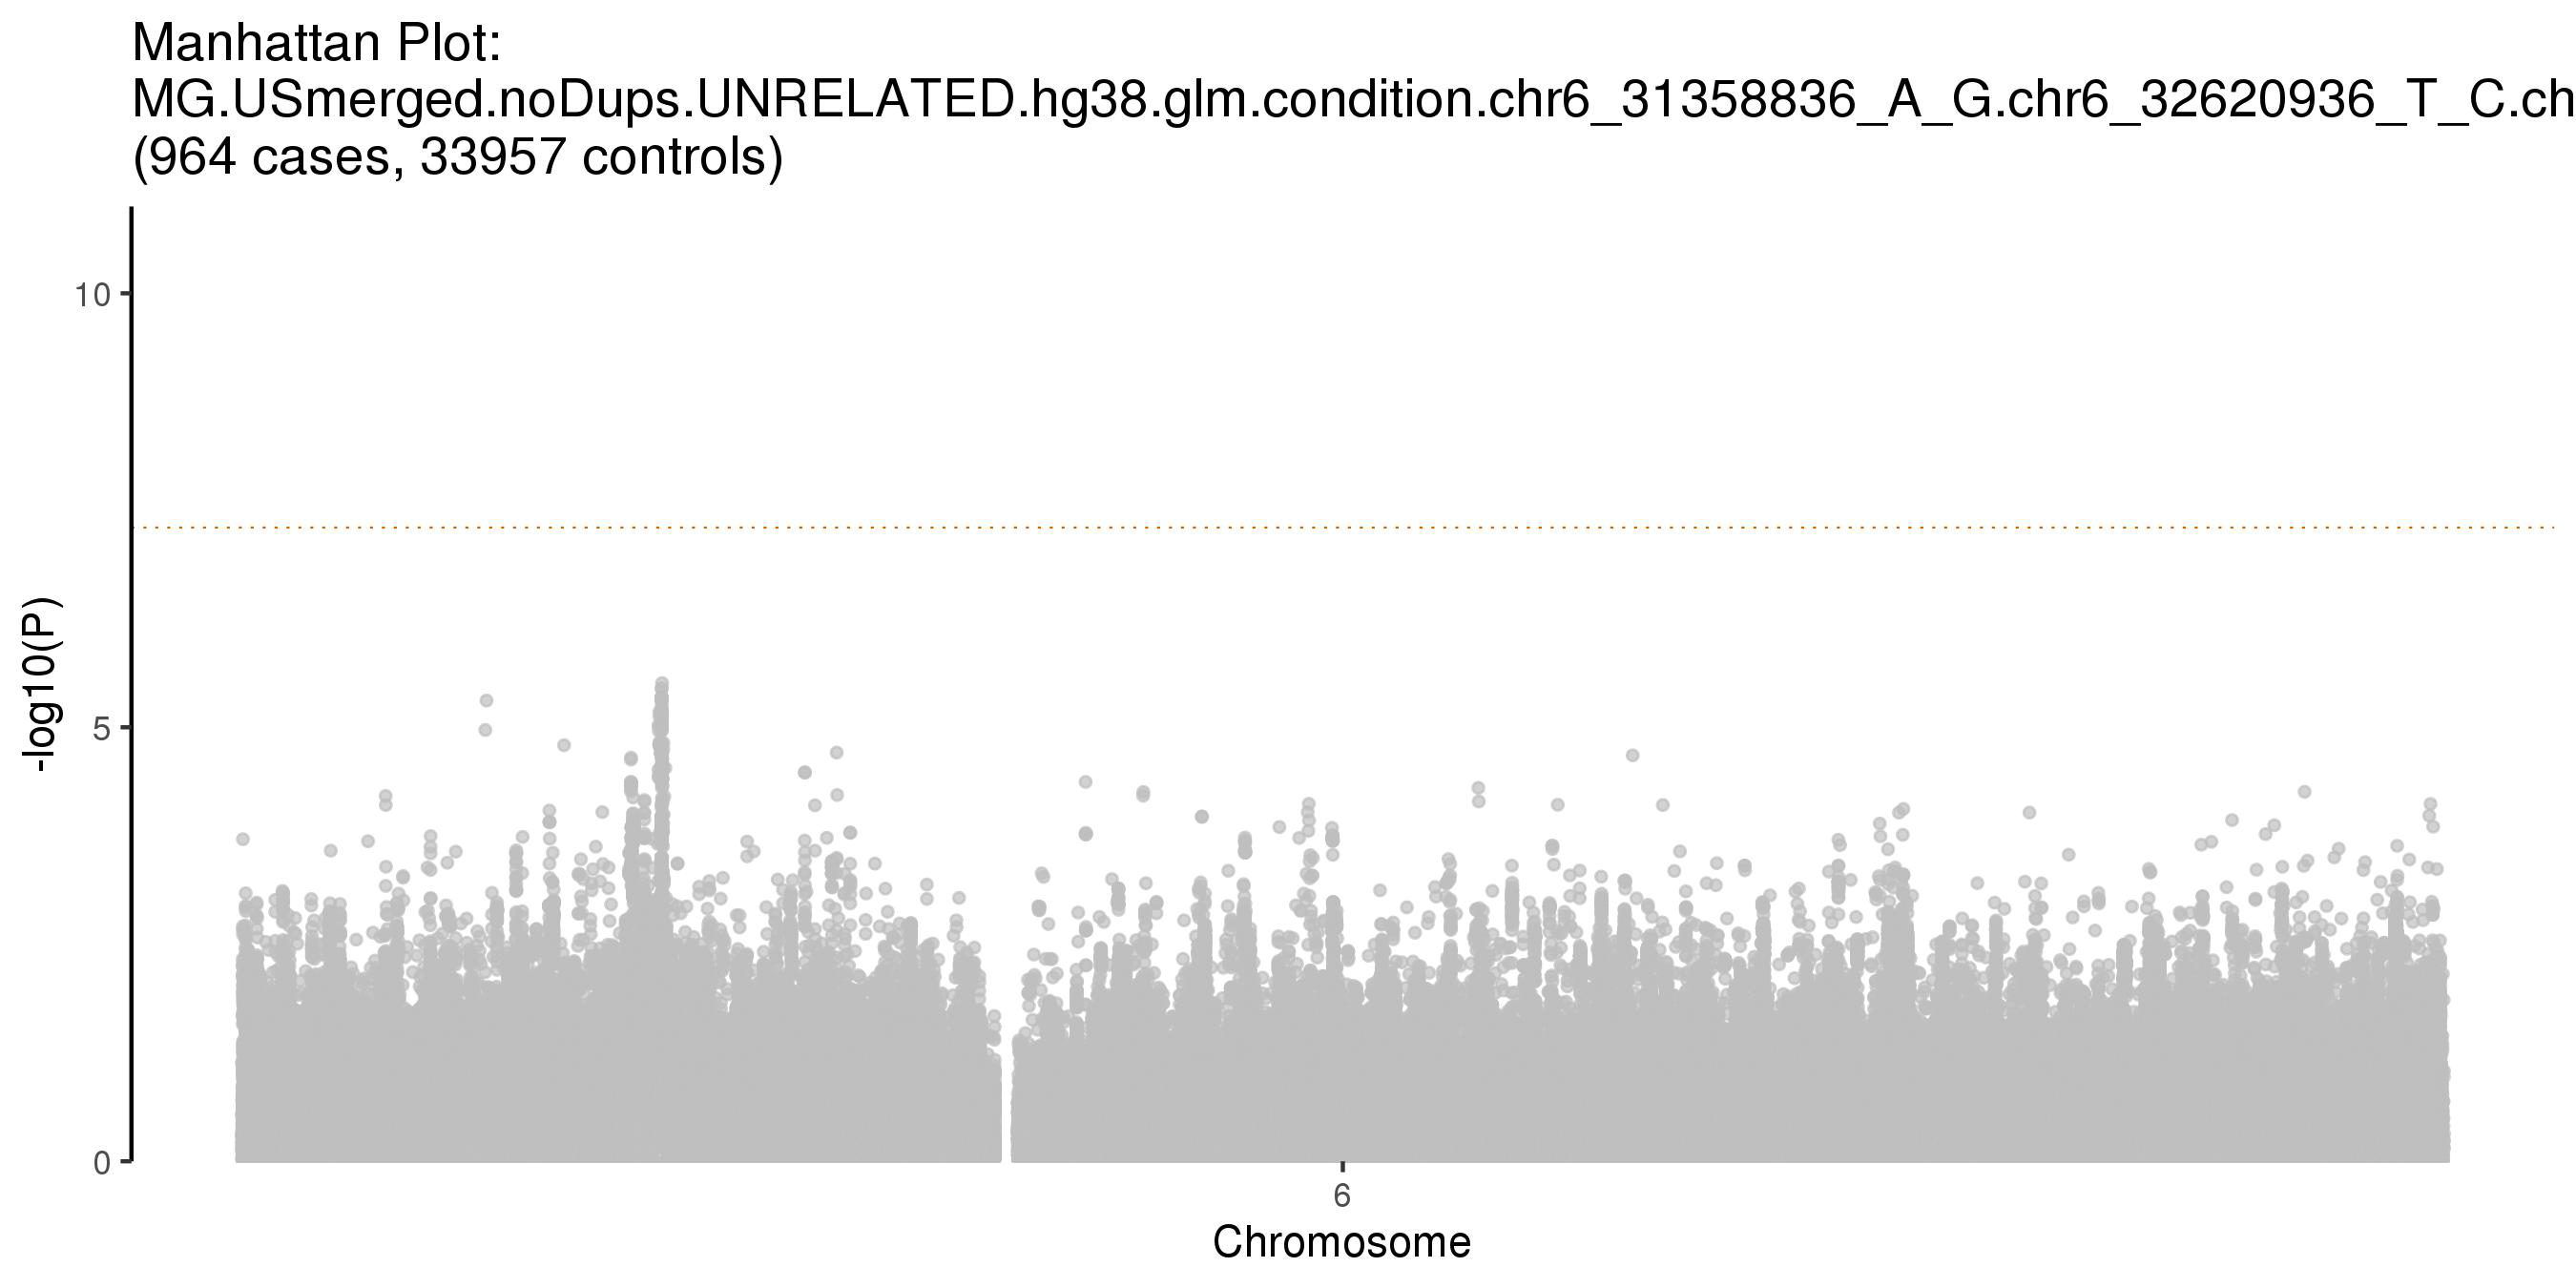 Manhattan Plot:
MG.USmerged.noDups.UNRELATED.hg38.glm.condition.chr6_31358836_A_G.chr6_32620936_T_C.ch
(964 cases, 33957 controls)
10
5
0
-log10(P)
6
Chromosome